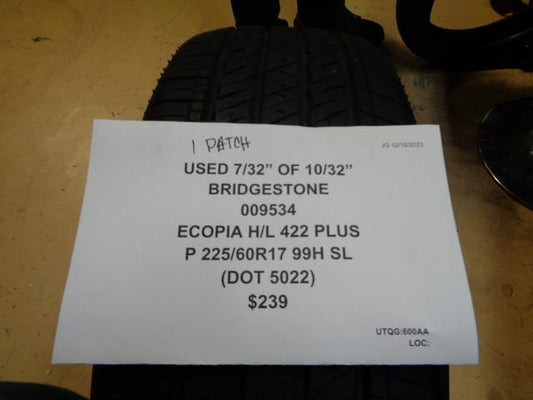 1 PATCH
JG 12/18/2023
USED 7/32” OF 10/32”
BRIDGESTONE
009534
ECOPIA H/L 422 PLUS
P 225/60R17 99H SL
(DOT 5022)
$239
UTQG:600AA
LOC: